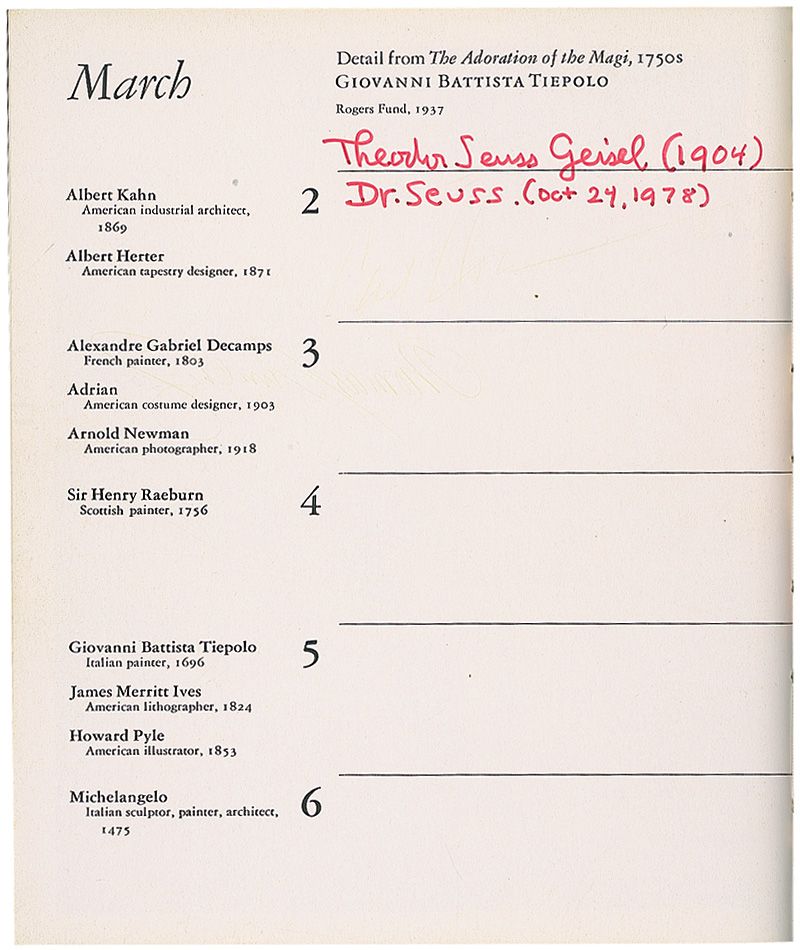 March
Detail from The Adoration of the Magi, 1750s
GIOVANNI BATTISTA TIEPOLO
Rogers Fund, 1937
Theodor Seuss Geisel (1904)
Dr. Seuss. (Oct 24, 1978)
2
Albert Kahn
American industrial architect,
1869
Albert Herter
American tapestry designer, 1871
3
Alexandre Gabriel Decamps
French painter, 1803
Adrian
American costume designer, 1903
Arnold Newman
American photographer, 1918
4
Sir Henry Raeburn
Scottish painter, 1756
5
Giovanni Battista Tiepolo
Italian painter, 1696
James Merritt Ives
American lithographer, 1824
Howard Pyle
American illustrator, 1853
6
Michelangelo
Italian sculptor, painter, architect,
1475